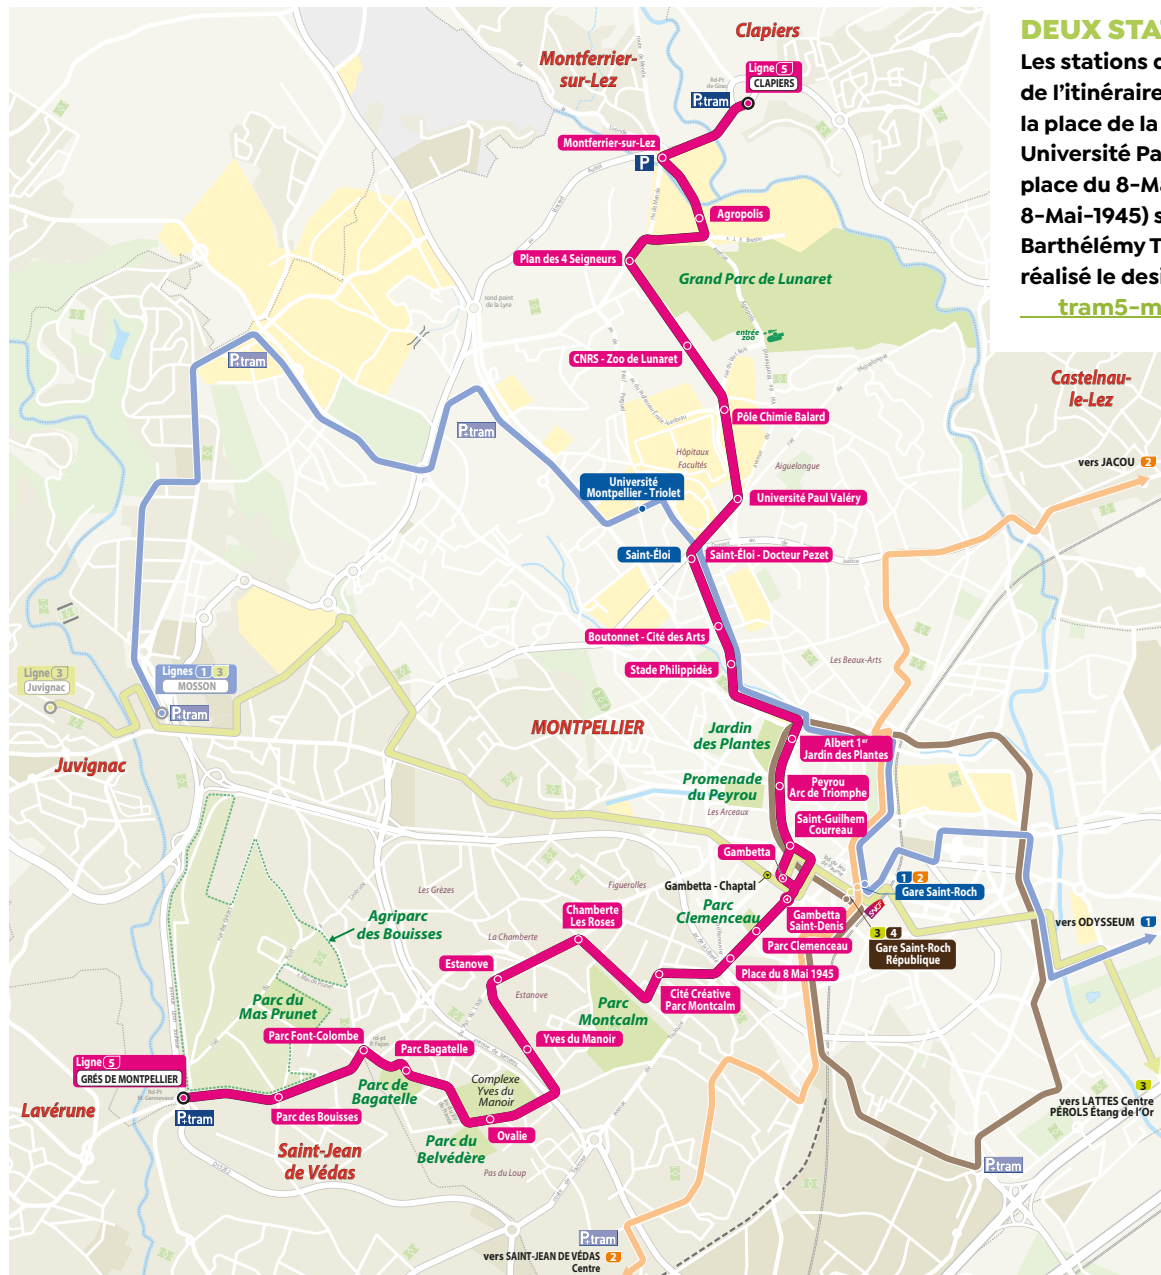 DEUX STA
Les stations d
de l’itinéraire
la place de la
Université Pa
place du 8-Ma
8-Mai-1945) s
Barthélémy T
réalisé le desi
tram5-m
Clapiers
Montferrier-
sur-Lez
Ligne 5
CLAPIERS
P+tram
Montferrier-sur-Lez
P
Agropolis
Plan des 4 Seigneurs
Grand Parc de Lunaret
rond point
de la Lyre
entrée
zoo
CNRS - Zoo de Lunaret
P+tram
Castelnau-
le-Lez
Pôle Chimie Balard
P+tram
Hôpitaux
Facultés
Aiguelongue
vers JACOU 2
Université
Montpellier - Triolet
Université Paul Valéry
Saint-Éloi
Saint-Éloi - Docteur Pezet
Boutonnet - Cité des Arts
Les Beaux-Arts
Stade Philippidès
Ligne 3
Juvignac
Lignes 1 3
MOSSON
P+tram
MONTPELLIER
Jardin
des Plantes
Albert 1er
Jardin des Plantes
Juvignac
Promenade
du Peyrou
Peyrou
Arc de Triomphe
Les Arceaux
Saint-Guilhem
Courreau
Gambetta
Gambetta - Chaptal
1 2
Gare Saint-Roch
SNCF
Les Grèzes
Figuerolles
Parc
Clemenceau
Chamberte
Les Roses
Gambetta
Saint-Denis
Agriparc
des Bouisses
La Chamberte
Parc Clemenceau
3 4
Gare Saint-Roch
République
vers ODYSSEUM 1
Estanove
Place du 8 Mai 1945
Estanove
Cité Créative
Parc Montcalm
Parc du
Mas Prunet
Parc
Montcalm
Parc Font-Colombe
Yves du Manoir
Parc Bagatelle
Ligne 5
GRÉS DE MONTPELLIER
Complexe
Yves du
Manoir
Parc de
Bagatelle
3
vers LATTES Centre
PÉROLS Étang de l’Or
Lavérune
P+tram
Parc des Bouisses
Ovalie
Saint-Jean
de Védas
Parc du
Belvédère
Pas du Loup
P+tram
P+tram
vers SAINT-JEAN DE VÉDAS 2
Centre